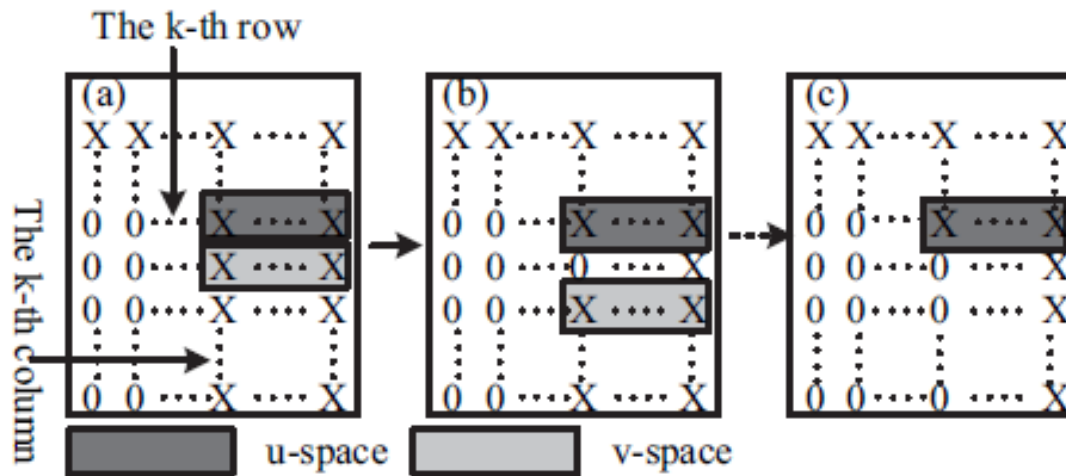 The k-th row
(a) (b) (c)
X X ····· X ····· X X X ····· X ····· X X X ····· X ····· X
0 0 ····· X ····· X 0 0 ····· X ····· X 0 0 ····· X ····· X
0 0 ····· X ····· X 0 0 ····· 0 ····· X 0 0 ····· 0 ····· X
0 0 ····· X ····· X 0 0 ····· X ····· X 0 0 ····· 0 ····· X
0 0 ····· X ····· X 0 0 ····· X ····· X 0 0 ····· 0 ····· X
The k-th column
u-space v-space